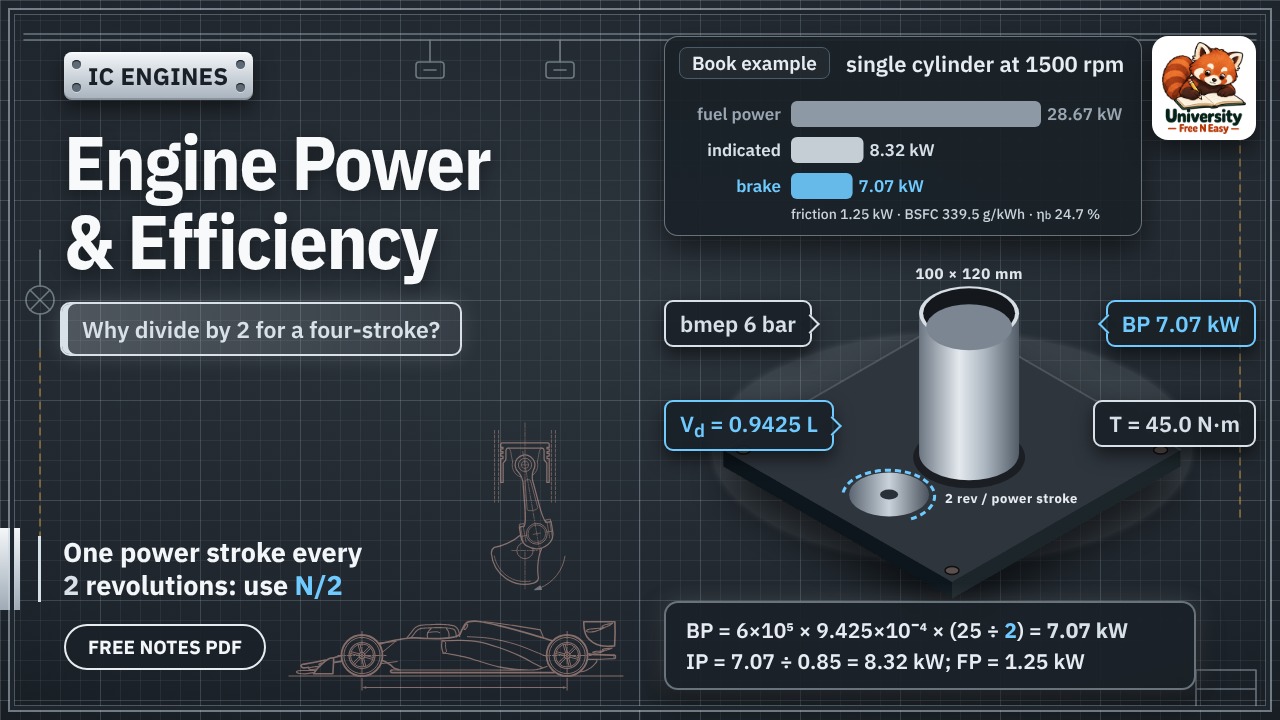 IC ENGINES
Engine Power
& Efficiency
Why divide by 2 for a four-stroke?
One power stroke every
2 revolutions: use N/2
FREE NOTES PDF
Book example
single cylinder at 1500 rpm
fuel power 28.67 kW
indicated 8.32 kW
brake 7.07 kW
friction 1.25 kW · BSFC 339.5 g/kWh · ηb 24.7 %
University
Free N Easy
100 × 120 mm
bmep 6 bar
BP 7.07 kW
Vd = 0.9425 L
T = 45.0 N·m
2 rev / power stroke
BP = 6×10⁵ × 9.425×10⁻⁴ × (25 ÷ 2) = 7.07 kW
IP = 7.07 ÷ 0.85 = 8.32 kW; FP = 1.25 kW